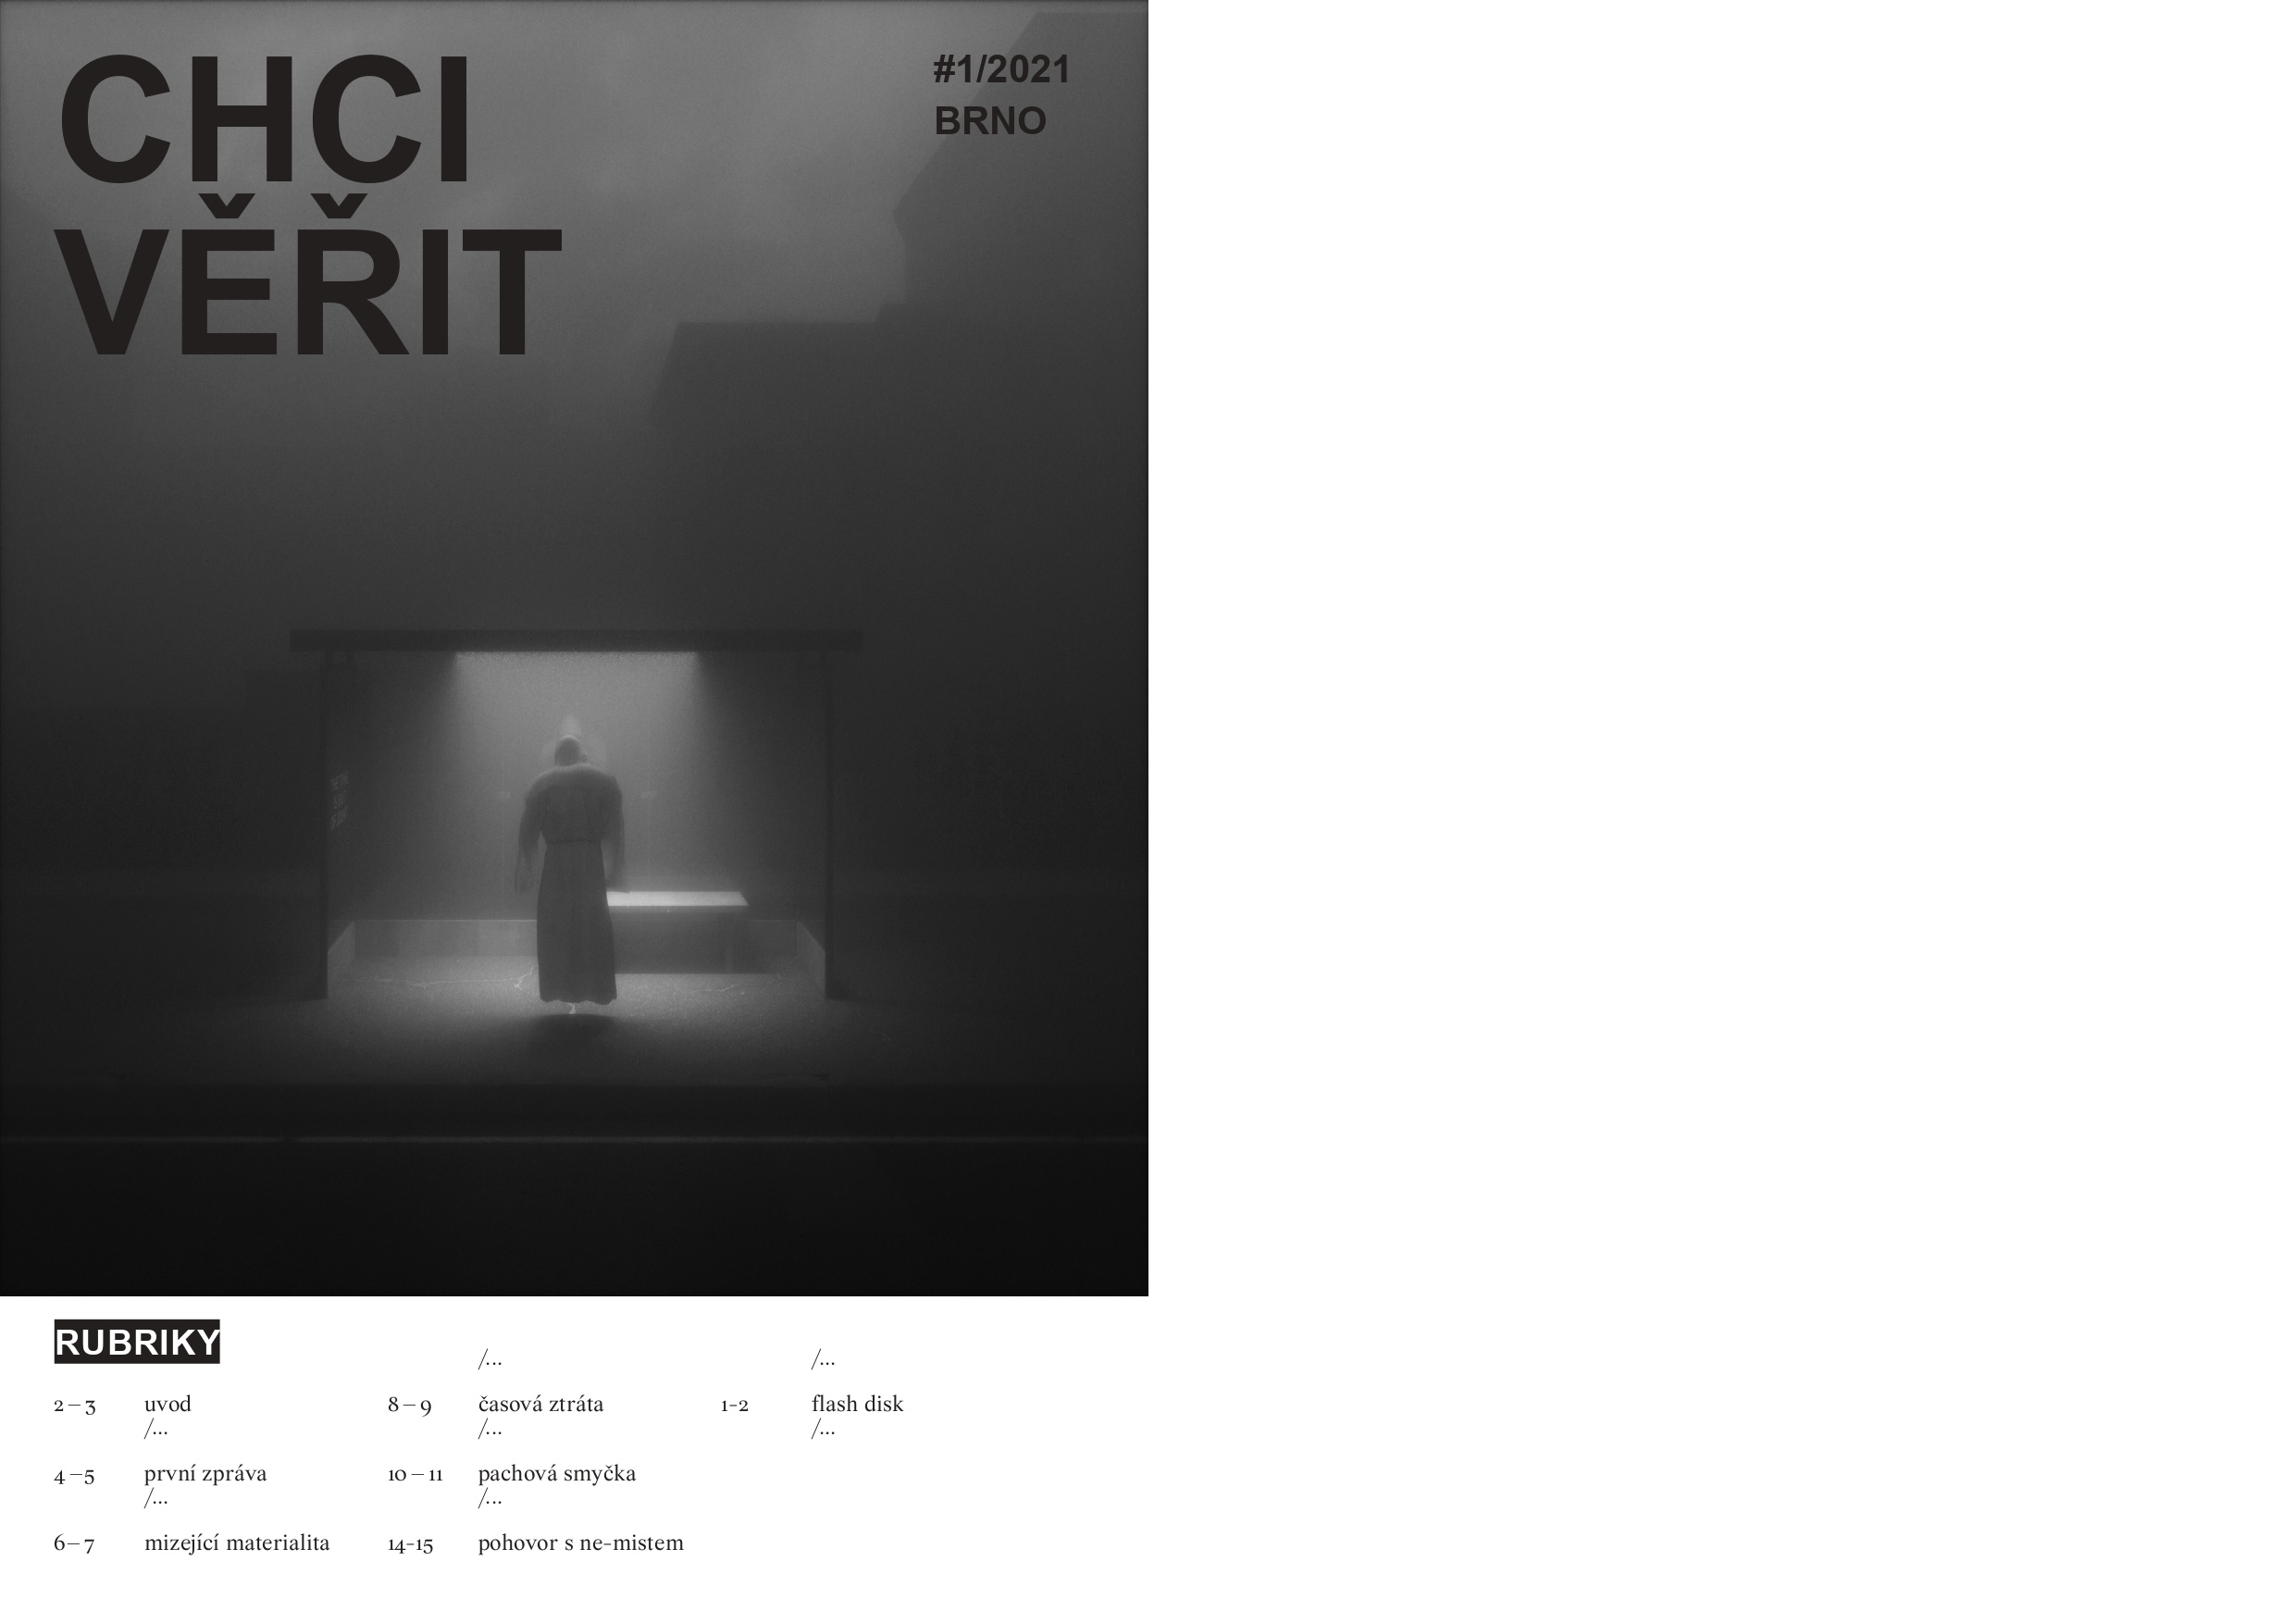 CHCI
VĚŘIT
#1/2021
BRNO
RUBRIKY
2 – 3 uvod
/...
4 – 5 první zpráva
/...
6 – 7 mizející materialita
/...
8 – 9 časová ztráta
/...
10 – 11 pachová smyčka
/...
14-15 pohovor s ne-mistem
/...
1-2 flash disk
/...